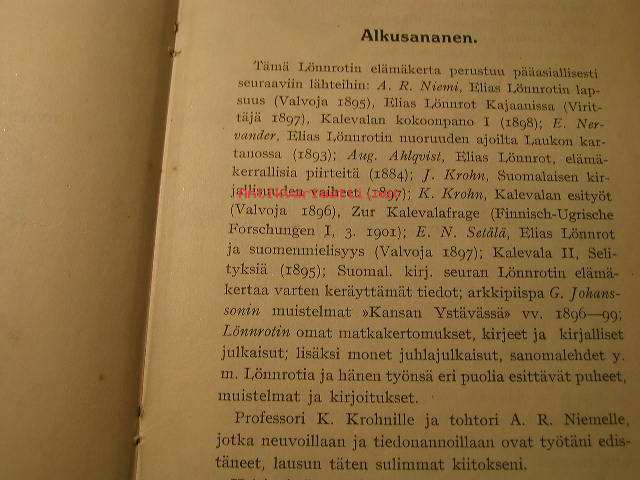 Alkusananen.
Tämä Lönnrotin elämäkerta perustuu pääasiallisesti
seuraaviin lähteihin: A. R. Niemi, Elias Lönnrotin lap-
suus (Valvoja 1895), Elias Lönnrot Kajaanissa (Virit-
täjä 1897), Kalevalan kokoonpano I (1898); E. Ner-
vander, Elias Lönnrotin nuoruuden ajoilta Laukon kar-
tanossa (1893); Aug. Ahlqvist, Elias Lönnrot, elämä-
kerrallisia piirteitä (1884); J. Krohn, Suomalaisen kir-
jallisuuden vaiheet (1897); K. Krohn, Kalevalan esityöt
(Valvoja 1896), Zur Kalevalafrage (Finnisch-Ugrische
Forschungen I, 3. 1901); E. N. Setälä, Elias Lönnrot
ja suomenmielisyys (Valvoja 1897); Kalevala II, Seli-
tyksiä (1895); Suomal. kirj. seuran Lönnrotin elämä-
kertaa varten keräyttämät tiedot; arkkipiispa G. Johans-
sonin muistelmat »Kansan Ystävässä» vv. 1896—99;
Lönnrotin omat matkakertomukset, kirjeet ja kirjalliset
julkaisut; lisäksi monet juhlajulkaisut, sanomalehdet y.
m. Lönnrotia ja hänen työnsä eri puolia esittävät puheet,
muistelmat ja kirjoitukset.
Professori K. Krohnille ja tohtori A. R. Niemelle,
jotka neuvoillaan ja tiedonannoillaan ovat työtäni edis-
täneet, lausun täten sulimmat kiitokseni.